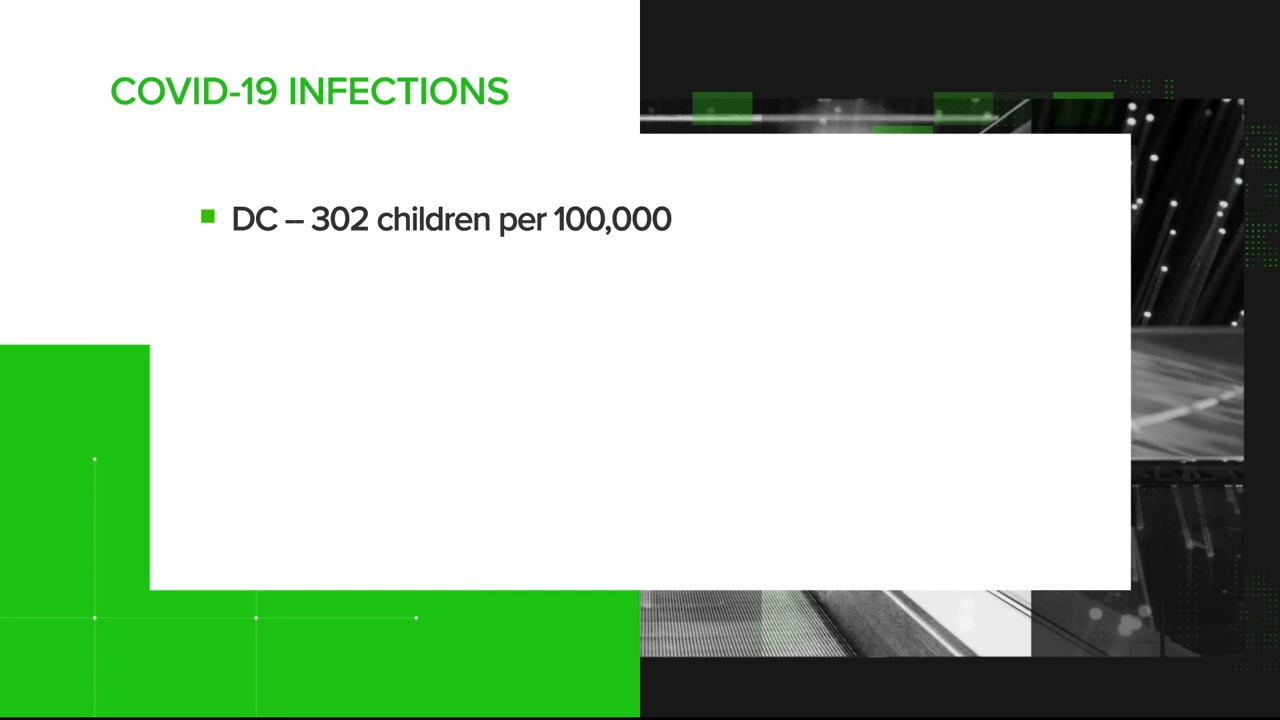 COVID-19 INFECTIONS
DC -- 302 children per 100,000